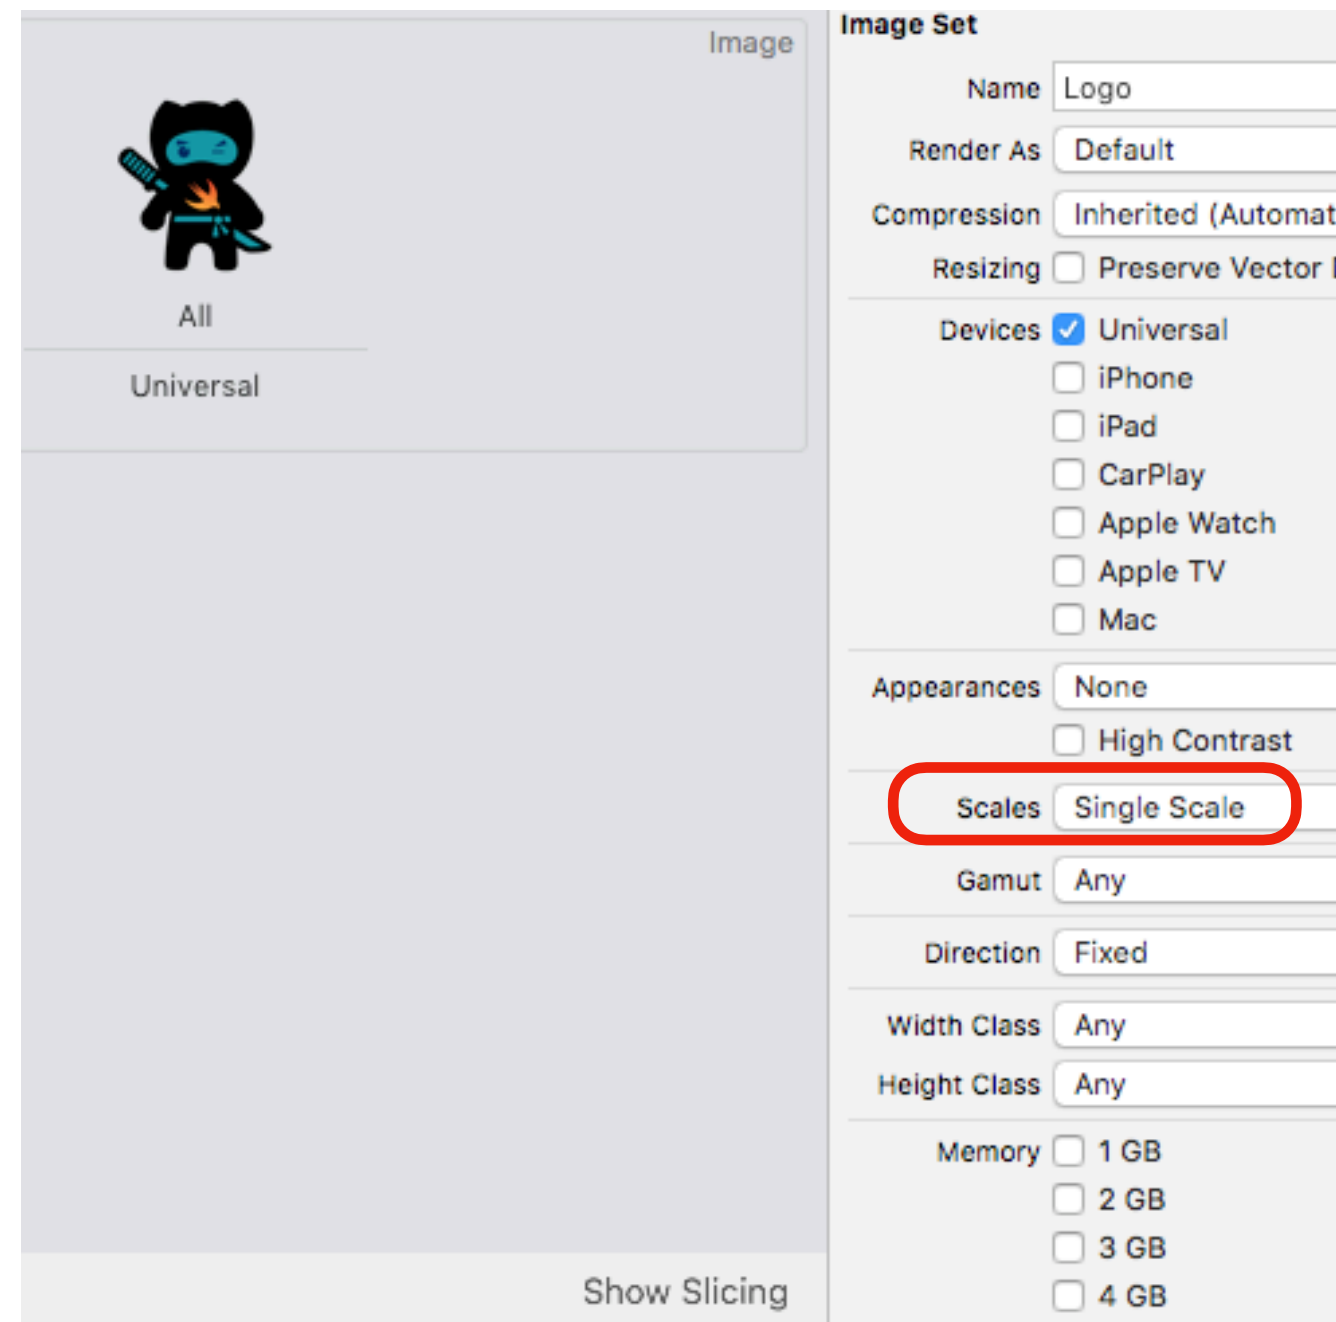 Image
All
Universal
Show Slicing
Image Set
Name Logo
Render As Default
Compression Inherited (Automat
Resizing Preserve Vector
Devices Universal
iPhone
iPad
CarPlay
Apple Watch
Apple TV
Mac
Appearances None
High Contrast
Scales Single Scale
Gamut Any
Direction Fixed
Width Class Any
Height Class Any
Memory 1 GB
2 GB
3 GB
4 GB